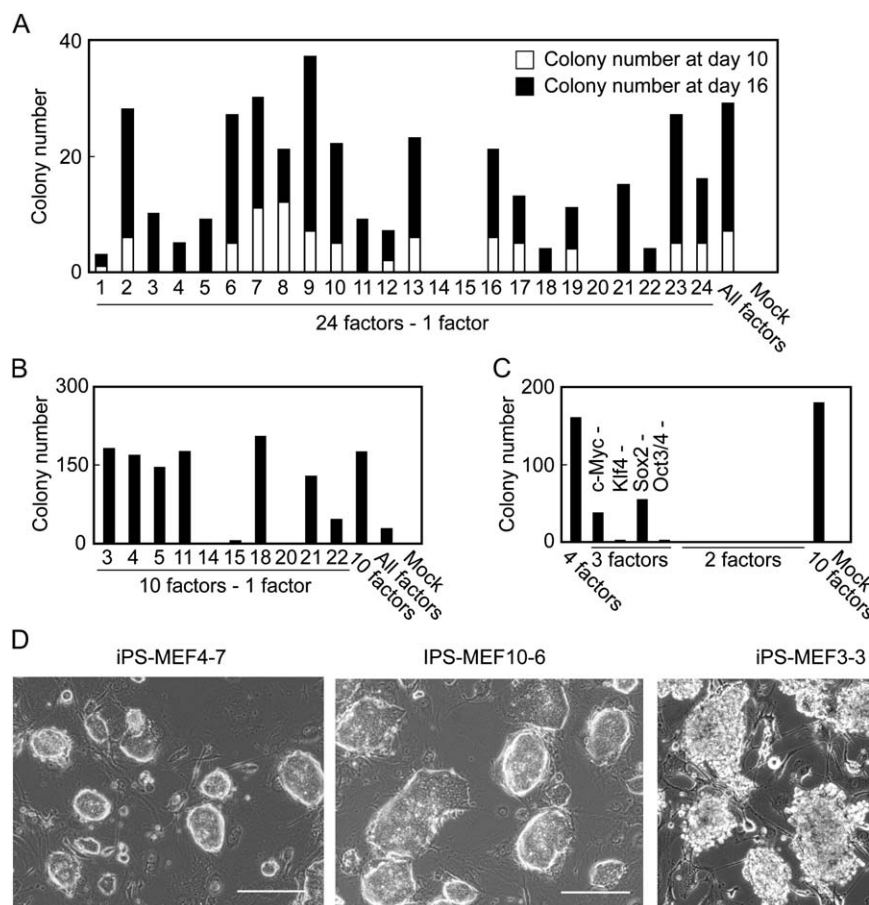 A
40
20
0
Colony number
Colony number at day 10
Colony number at day 16
1 2 3 4 5 6 7 8 9 10 11 12 13 14 15 16 17 18 19 20 21 22 23 24 All factors Mock
24 factors - 1 factor
B
300
150
0
Colony number
3 4 5 11 14 15 18 20 21 22 10 factors All factors Mock
10 factors - 1 factor
C
200
100
0
Colony number
c-Myc -
Klf4 -
Sox2 -
Oct3/4 -
4 factors 3 factors 2 factors 10 factors Mock
D
iPS-MEF4-7 IPS-MEF10-6 iPS-MEF3-3